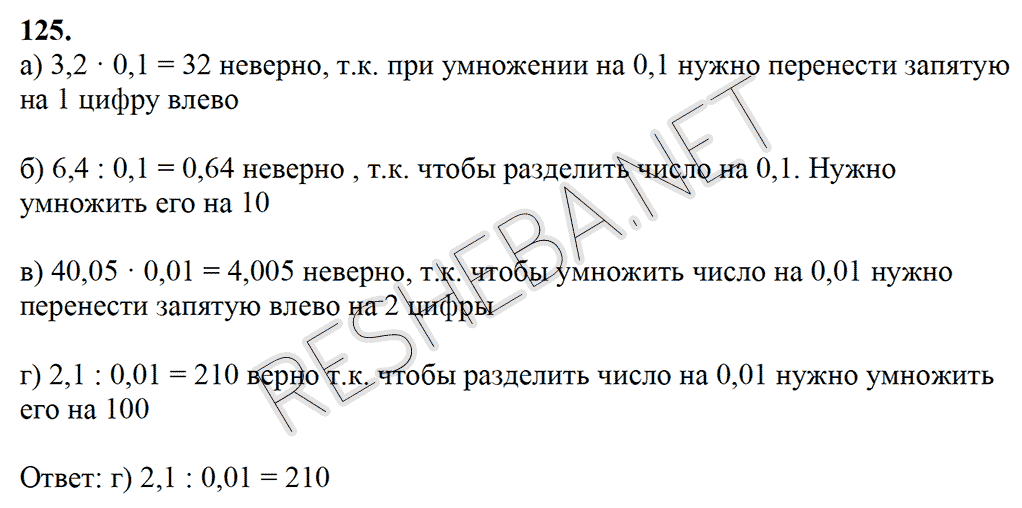 125.
а) 3,2 · 0,1 = 32 неверно, т.к. при умножении на 0,1 нужно перенести запятую
на 1 цифру влево
б) 6,4 : 0,1 = 0,64 неверно , т.к. чтобы разделить число на 0,1. Нужно
умножить его на 10
в) 40,05 · 0,01 = 4,005 неверно, т.к. чтобы умножить число на 0,01 нужно
перенести запятую влево на 2 цифры
г) 2,1 : 0,01 = 210 верно т.к. чтобы разделить число на 0,01 нужно умножить
его на 100
Ответ: г) 2,1 : 0,01 = 210
RESHEBA.NET